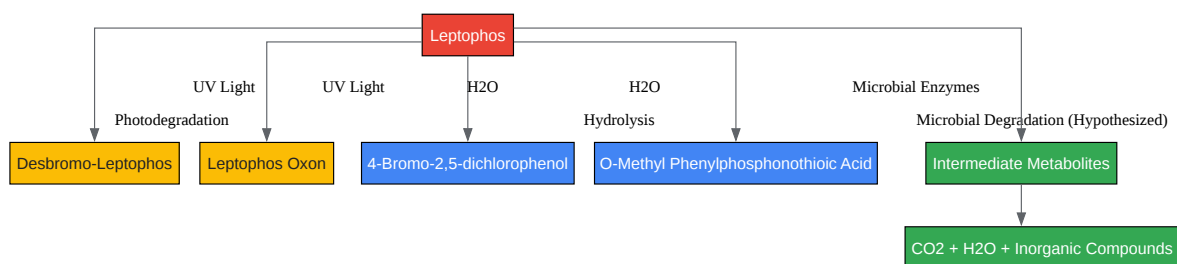 Leptophos
UV Light
UV Light
H2O
H2O
Microbial Enzymes
Photodegradation
Hydrolysis
Microbial Degradation (Hypothesized)
Desbromo-Leptophos
Leptophos Oxon
4-Bromo-2,5-dichlorophenol
O-Methyl Phenylphosphonothioic Acid
Intermediate Metabolites
CO2 + H2O + Inorganic Compounds